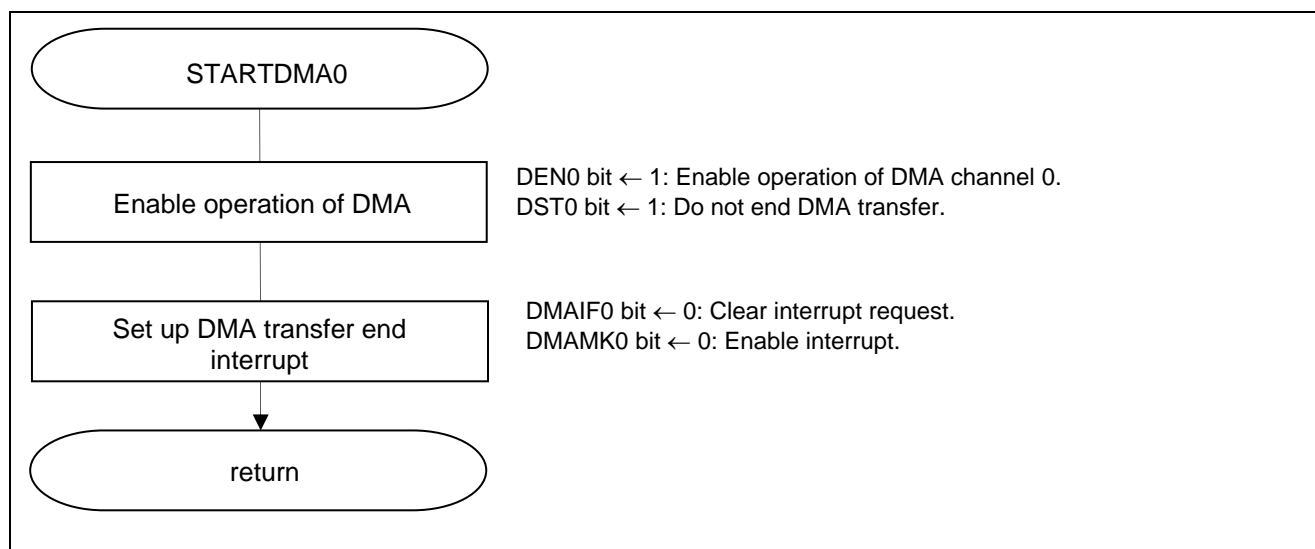 STARTDMA0
Enable operation of DMA
DEN0 bit ← 1: Enable operation of DMA channel 0.
DST0 bit ← 1: Do not end DMA transfer.
Set up DMA transfer end
interrupt
DMAIF0 bit ← 0: Clear interrupt request.
DMAMK0 bit ← 0: Enable interrupt.
return